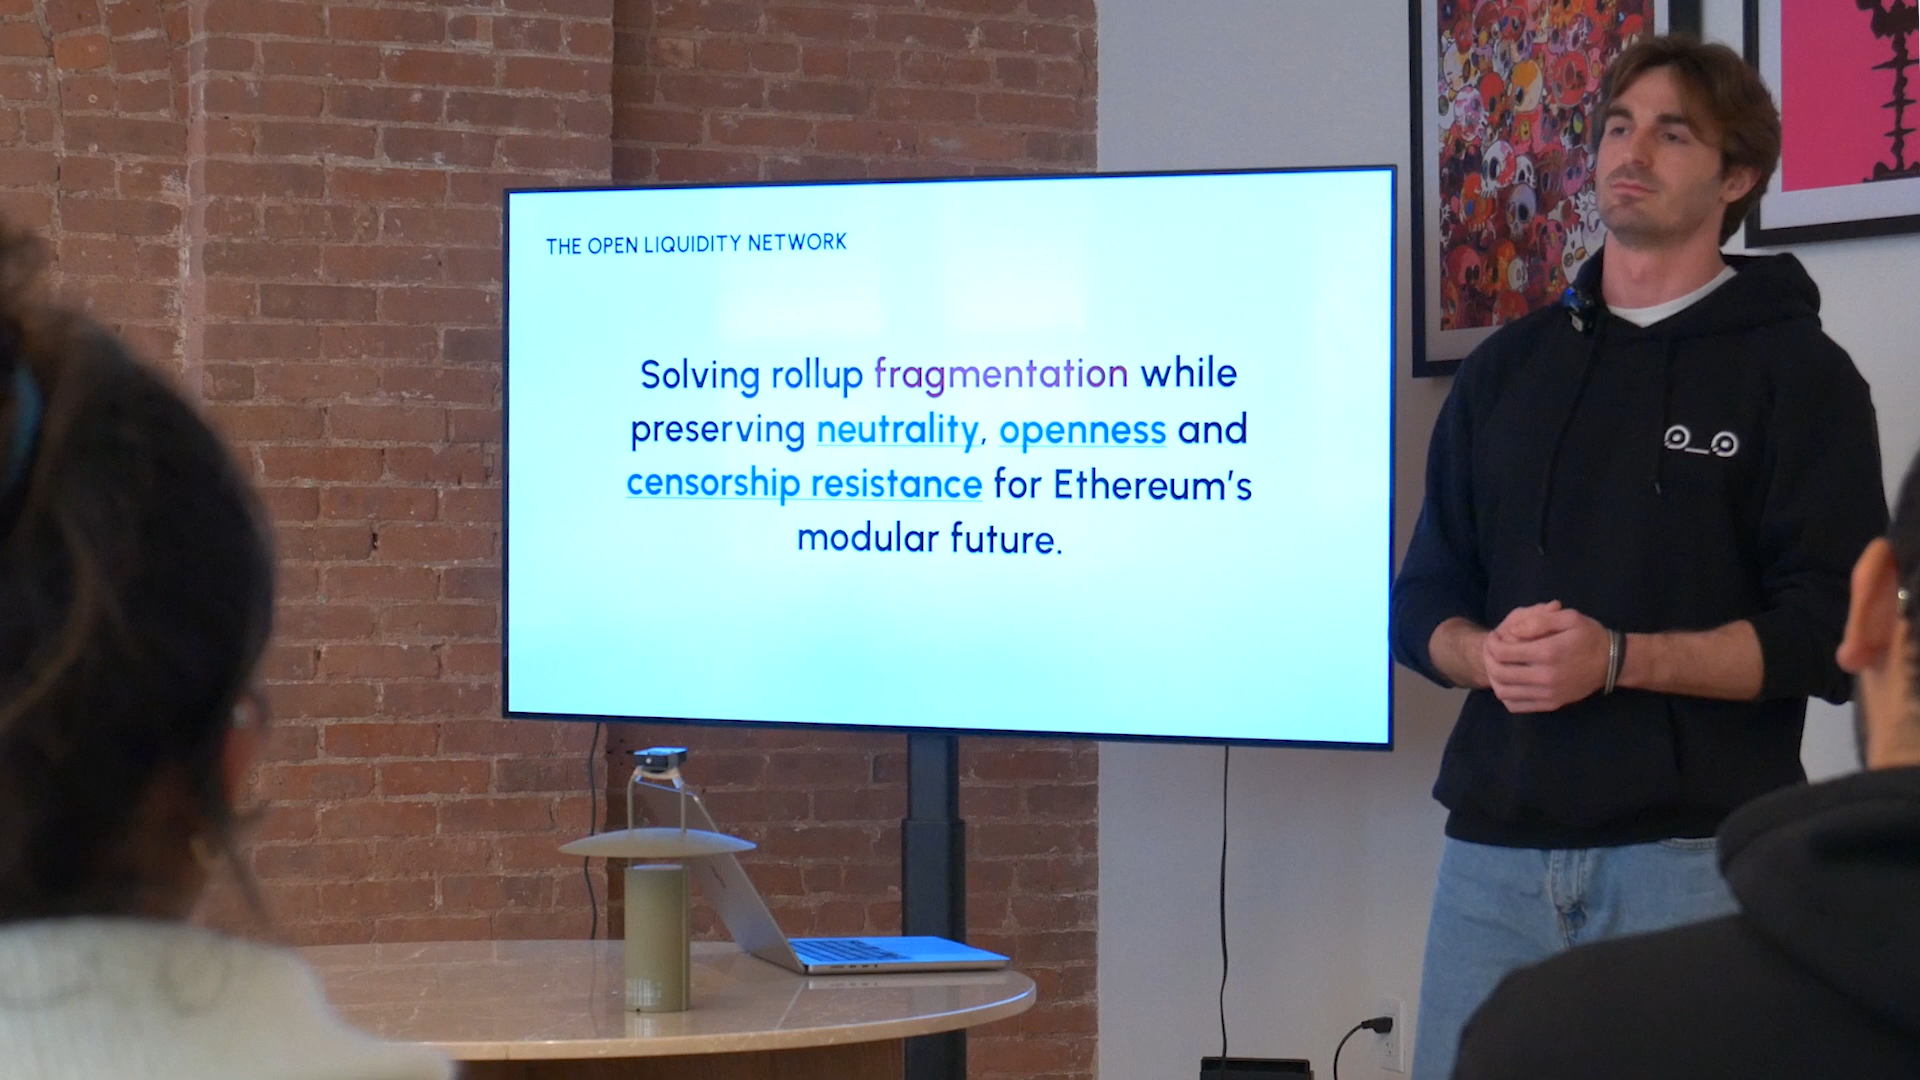 THE OPEN LIQUIDITY NETWORK
Solving rollup fragmentation while
preserving neutrality, openness and
censorship resistance for Ethereum's
modular future.